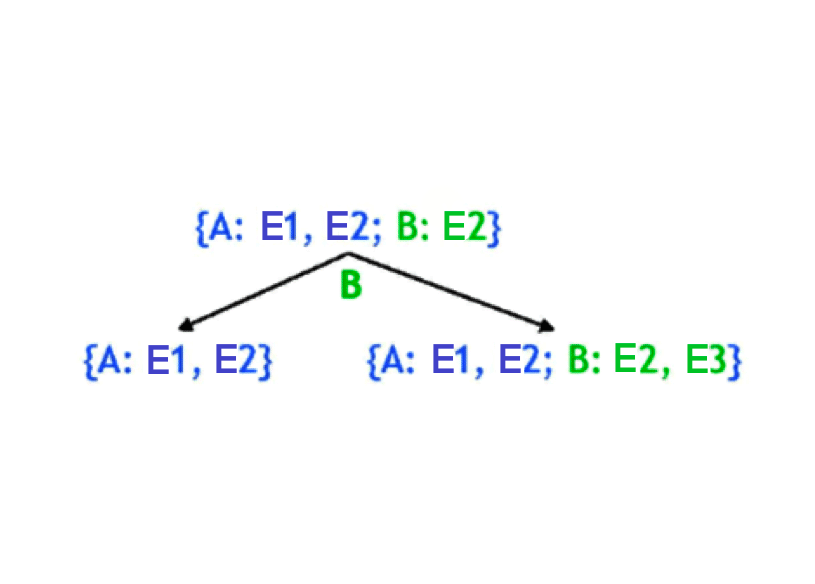 {A: E1, E2; B: E2}
B
{A: E1, E2}
{A: E1, E2; B: E2, E3}